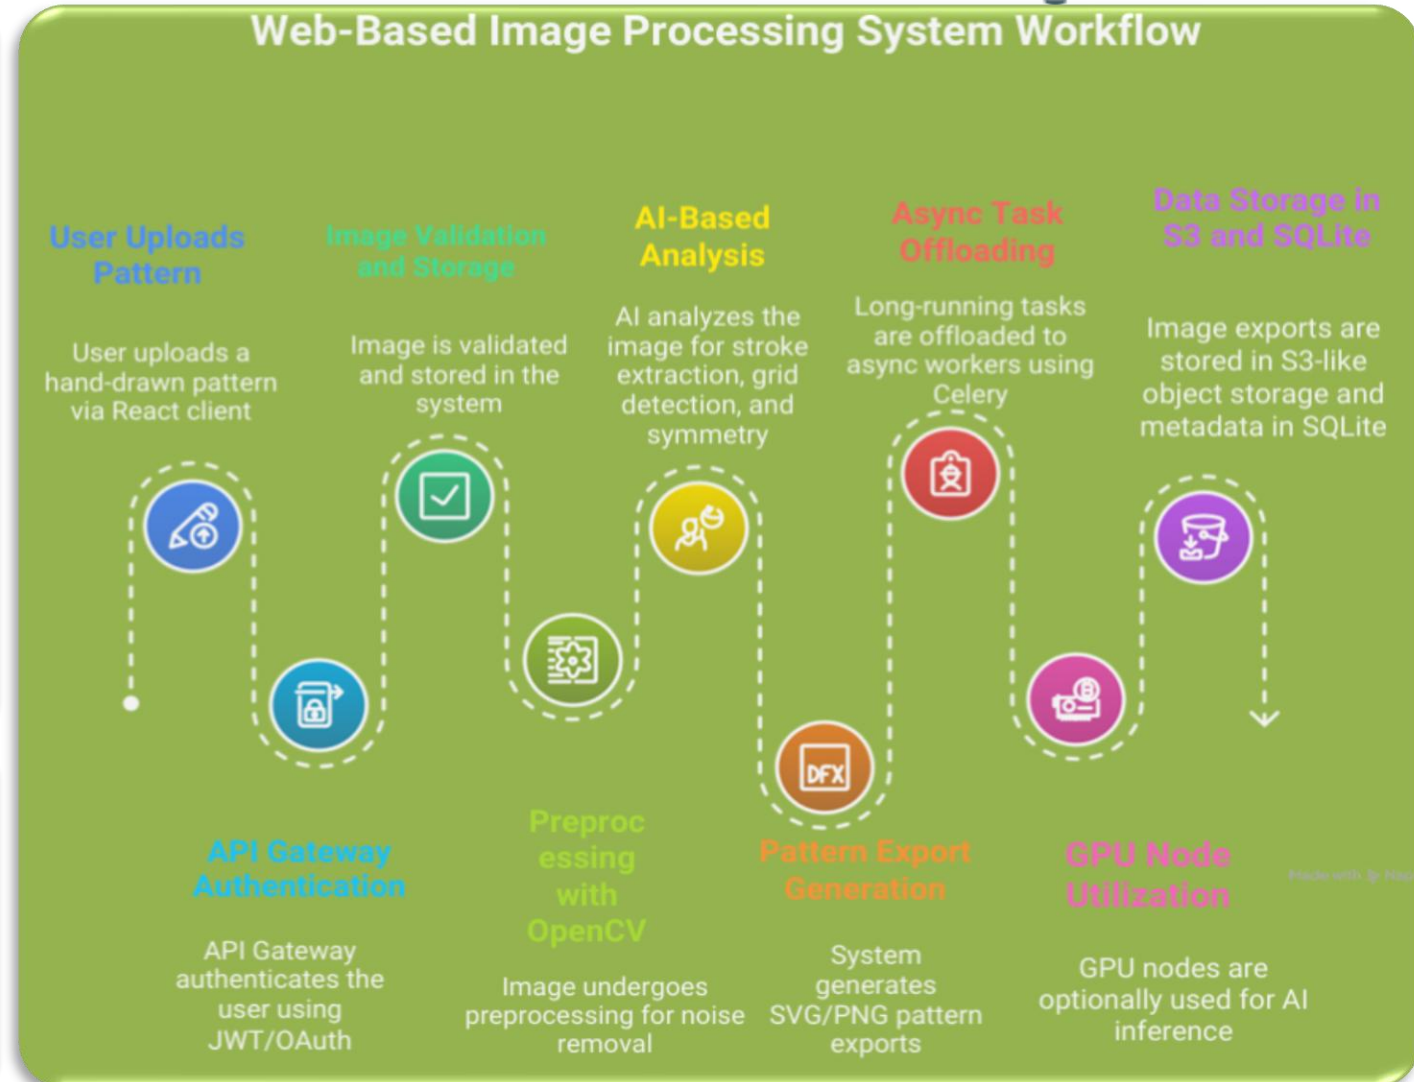 Web-Based Image Processing System Workflow
User Uploads
Pattern
User uploads a
hand-drawn pattern
via React client
API Gateway
Authentication
API Gateway
authenticates the
user using
JWT/OAuth
Image Validation
and Storage
Image is validated
and stored in the
system
Preproc
essing
with
OpenCV
Image undergoes
preprocessing for noise
removal
AI-Based
Analysis
AI analyzes the
image for stroke
extraction, grid
detection, and
symmetry
DFX
Pattern Export
Generation
System
generates
SVG/PNG pattern
exports
Async Task
Offloading
Long-running tasks
are offloaded to
async workers using
Celery
GPU Node
Utilization
GPU nodes are
optionally used for AI
inference
Data Storage in
S3 and SQLite
Image exports are
stored in S3-like
object storage and
metadata in SQLite
Made with